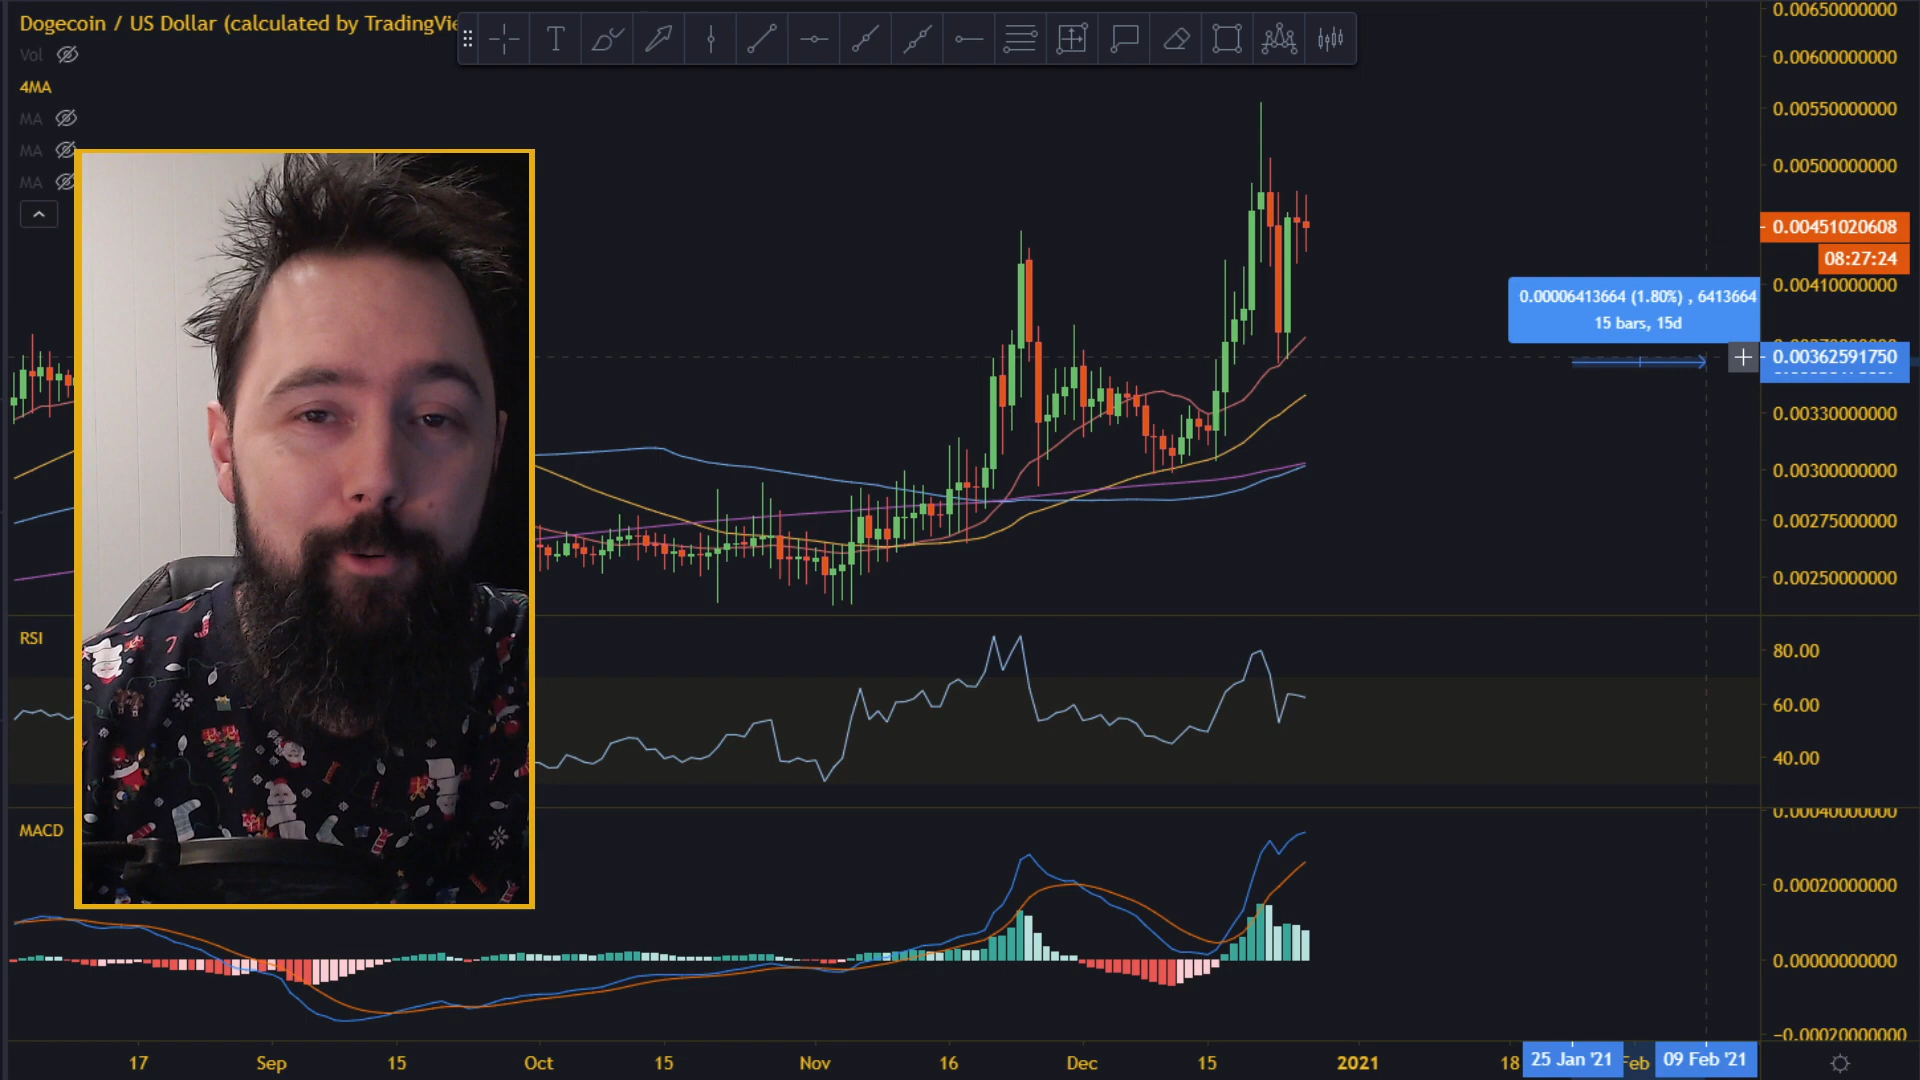 Dogecoin / US Dollar (calculated by TradingVie
Vol
4MA
MA
MA
MA
T
0.00650000000
0.00600000000
0.00550000000
0.00500000000
0.00451020608
08:27:24
0.00410000000
0.00006413664 (1.80%) , 6413664
15 bars, 15d
0.00362591750
0.00330000000
0.00300000000
0.00275000000
0.00250000000
RSI
80.00
60.00
40.00
MACD
0.00040000000
0.00020000000
0.00000000000
-0.00020000000
17 Sep 15 Oct 15 Nov 16 Dec 15 2021 18 25 Jan '21 Feb 09 Feb '21